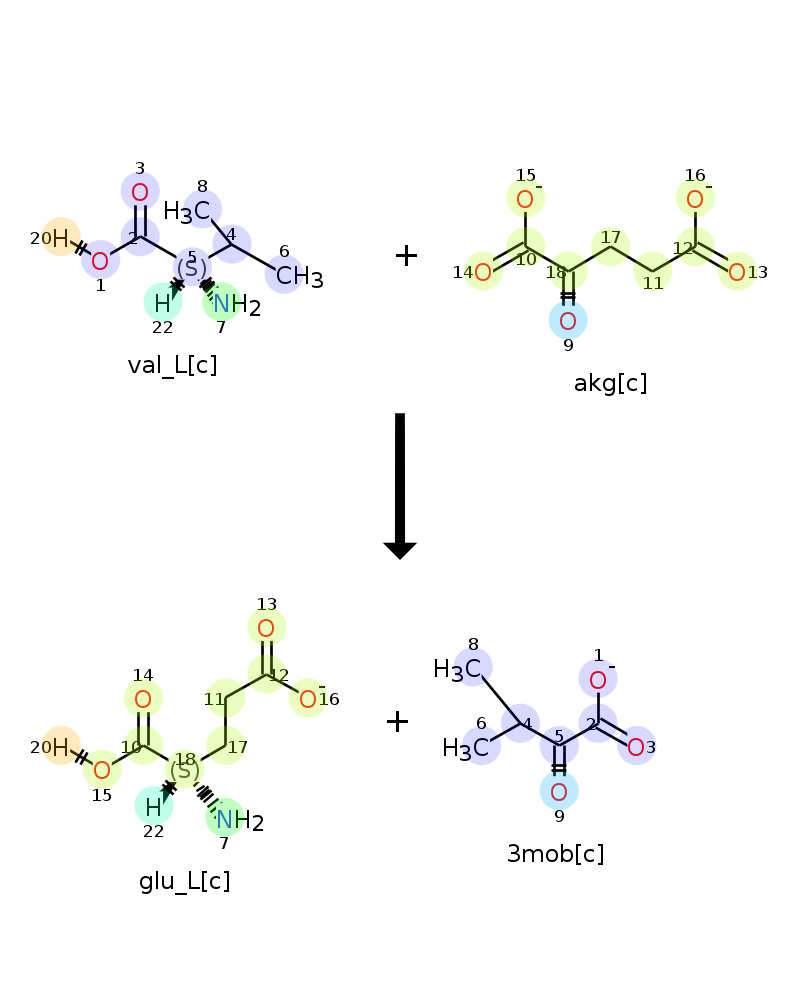 3
8
O
H3C
15
16
O-
O-
20H
2
5
4
6
17
O
(S)
CH3
14O
10
18
12
O13
1
11
H
NH2
O
22
7
9
val_L[c]
+
akg[c]
13
O
8
1
14
12
H3C
O-
O
11
O-16
6
4
5
2
20H
10
18
17
H3C
O3
O
(S)
15
H
NH2
O
22
7
9
glu_L[c]
+
3mob[c]